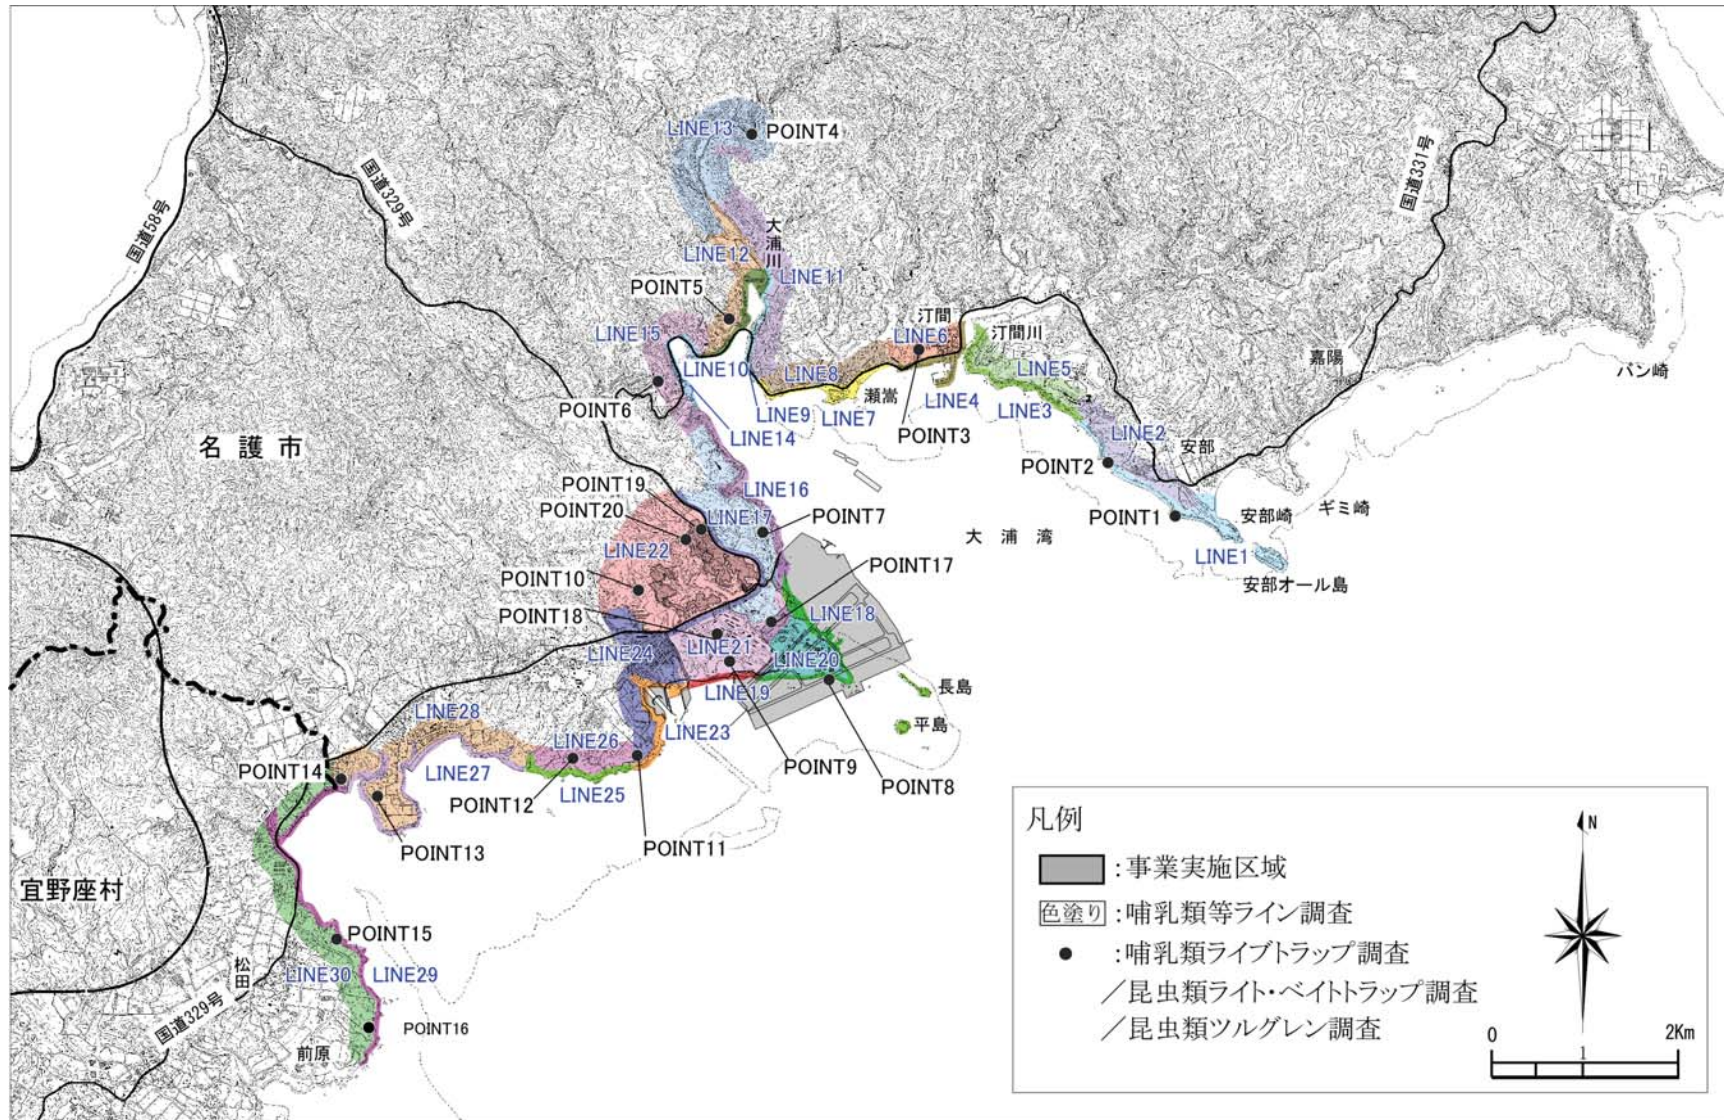 LINE13
POINT4
国道329号
国道331号
国道58号
大浦川
LINE12
LINE11
POINT5
LINE15
汀間
LINE6
汀間川
嘉陽
バン崎
LINE10
LINE8
LINE5
POINT6
LINE9
LINE7
瀬嵩
LINE4
LINE3
LINE14
POINT3
LINE2
安部
名護市
POINT2
POINT19
LINE16
POINT20
LINE17
POINT7
POINT1
安部崎
ギミ崎
大浦湾
LINE22
LINE1
安部オール島
POINT10
POINT17
POINT18
LINE18
LINE21
LINE24
LINE20
LINE19
長島
平島
LINE28
LINE23
LINE26
LINE27
POINT14
POINT9
POINT8
POINT12
LINE25
POINT13
POINT11
宜野座村
POINT15
松田
LINE30
LINE29
国道329号
POINT16
前原
凡例
:事業実施区域
色塗り:哺乳類等ライン調査
●:哺乳類ライブトラップ調査
／昆虫類ライト・ベイトトラップ調査
／昆虫類ツルグレン調査
N
0 1 2Km